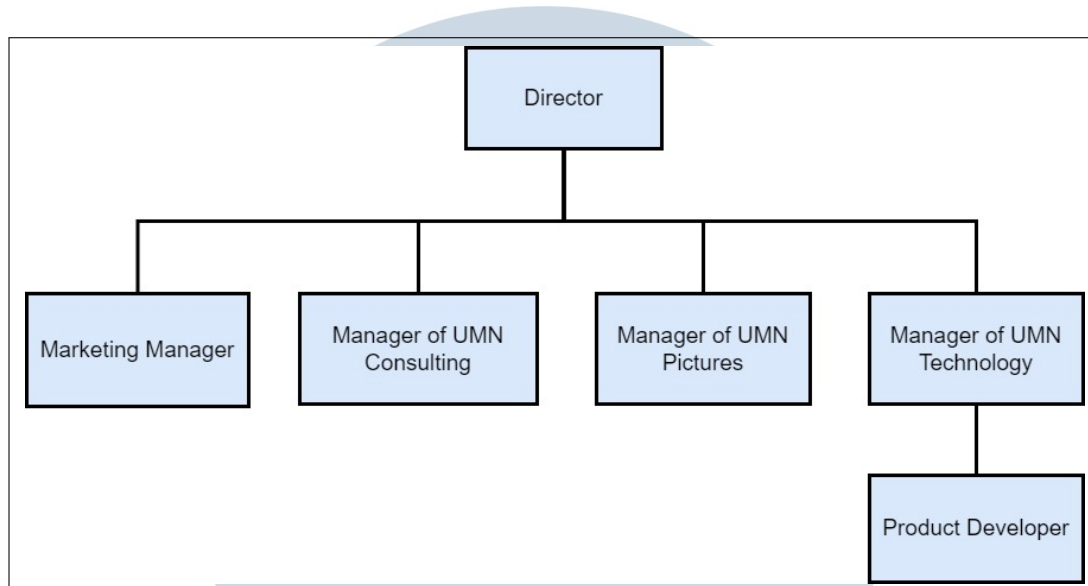 Director
Marketing Manager
Manager of UMN
Consulting
Manager of UMN
Pictures
Manager of UMN
Technology
Product Developer